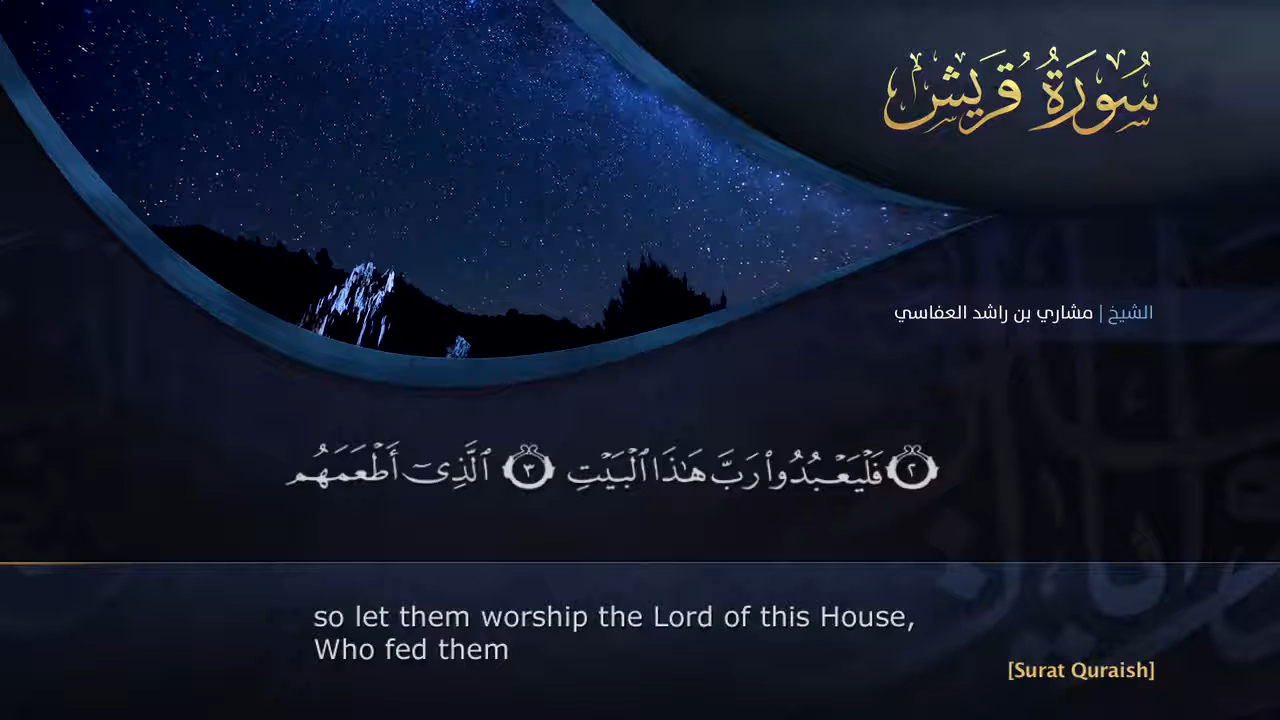 سُورَةُ قُرَيْش
الشيخ | مشاري بن راشد العفاسي
٢ فَلْيَعْبُدُوا۟ رَبَّ هَـٰذَا ٱلْبَيْتِ ٣ ٱلَّذِىٓ أَطْعَمَهُم
so let them worship the Lord of this House,
Who fed them
[Surat Quraish]